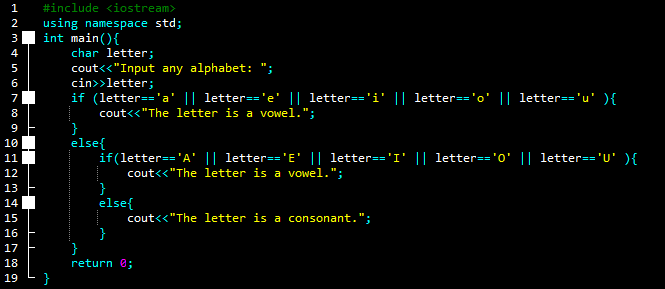 1 #include <iostream>
2 using namespace std;
3 int main(){
4 char letter;
5 cout<<"Input any alphabet: ";
6 cin>>letter;
7 if (letter=='a' || letter=='e' || letter=='i' || letter=='o' || letter=='u' ){
8 cout<<"The letter is a vowel.";
9 }
10 else{
11 if(letter=='A' || letter=='E' || letter=='I' || letter=='O' || letter=='U' ){
12 cout<<"The letter is a vowel.";
13 }
14 else{
15 cout<<"The letter is a consonant.";
16 }
17 }
18 return 0;
19 }